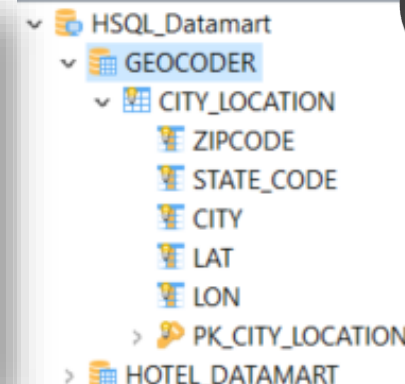 HSQL_Datamart
GEOCODER
CITY_LOCATION
ZIPCODE
STATE_CODE
CITY
LAT
LON
PK_CITY_LOCATION
HOTEL_DATAMART